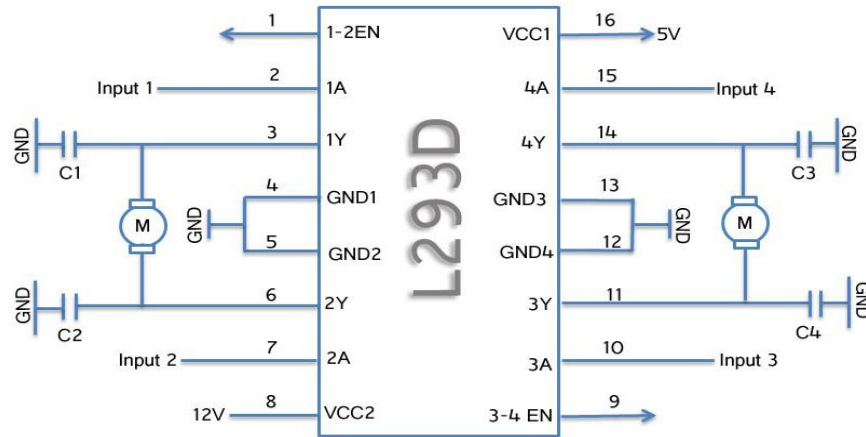 1 16
1-2EN VCC1 5V
2 15
Input 1 1A 4A Input 4
3 14
GND 1Y 4Y GND
C1 C3
4 13
GND1 GND3
M GND L293D GND M
5 12
GND2 GND4
6 11
GND 2Y 3Y GND
C2 C4
7 10
Input 2 2A 3A Input 3
8 9
12V VCC2 3-4 EN